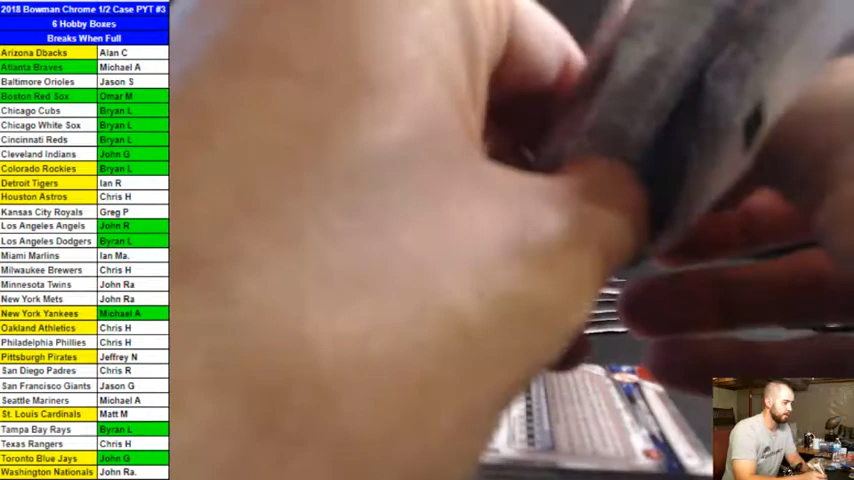 2018 Bowman Chrome 1/2 Case PYT #3
6 Hobby Boxes
Breaks When Full
Arizona Dbacks Alan C
Atlanta Braves Michael A
Baltimore Orioles Jason S
Boston Red Sox Omar M
Chicago Cubs Bryan L
Chicago White Sox Bryan L
Cincinnati Reds Bryan L
Cleveland Indians John G
Colorado Rockies Bryan L
Detroit Tigers Ian R
Houston Astros Chris H
Kansas City Royals Greg P
Los Angeles Angels John R
Los Angeles Dodgers Byran L
Miami Marlins Ian Ma.
Milwaukee Brewers Chris H
Minnesota Twins John Ra
New York Mets John Ra
New York Yankees Michael A
Oakland Athletics Chris H
Philadelphia Phillies Chris H
Pittsburgh Pirates Jeffrey N
San Diego Padres Chris R
San Francisco Giants Jason G
Seattle Mariners Michael A
St. Louis Cardinals Matt M
Tampa Bay Rays Byran L
Texas Rangers Chris H
Toronto Blue Jays John G
Washington Nationals John Ra.